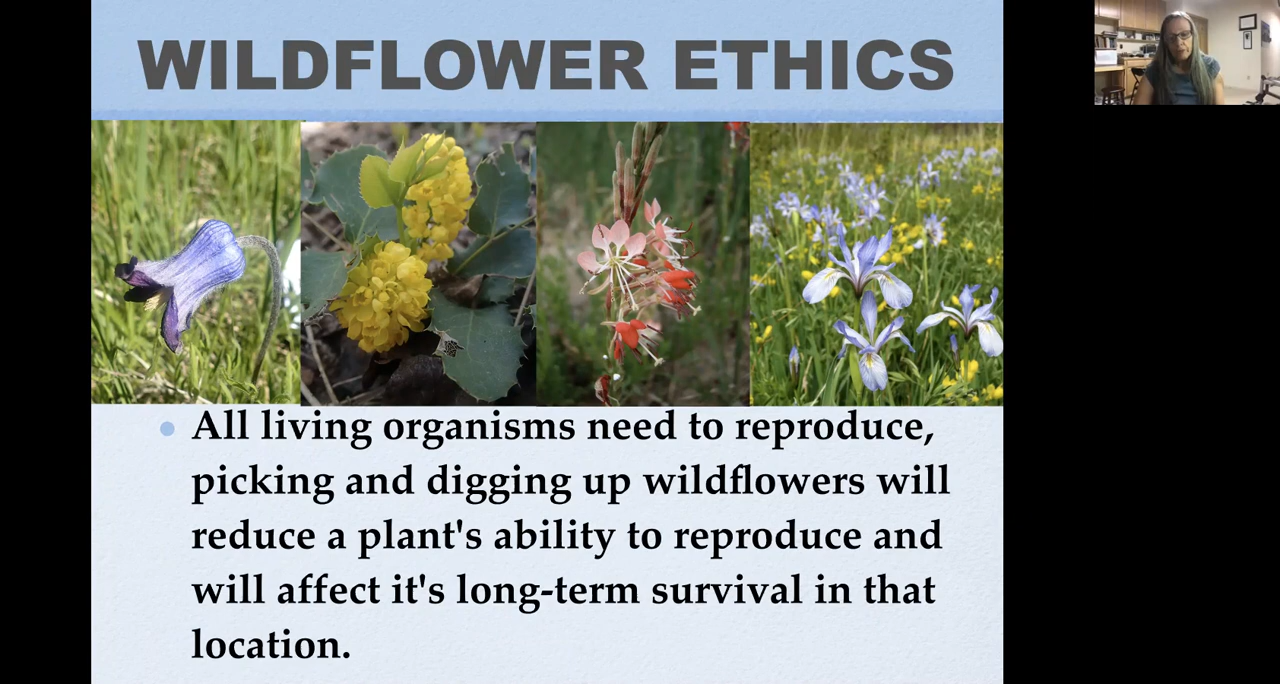 WILDFLOWER ETHICS
• All living organisms need to reproduce,
picking and digging up wildflowers will
reduce a plant's ability to reproduce and
will affect it's long-term survival in that
location.